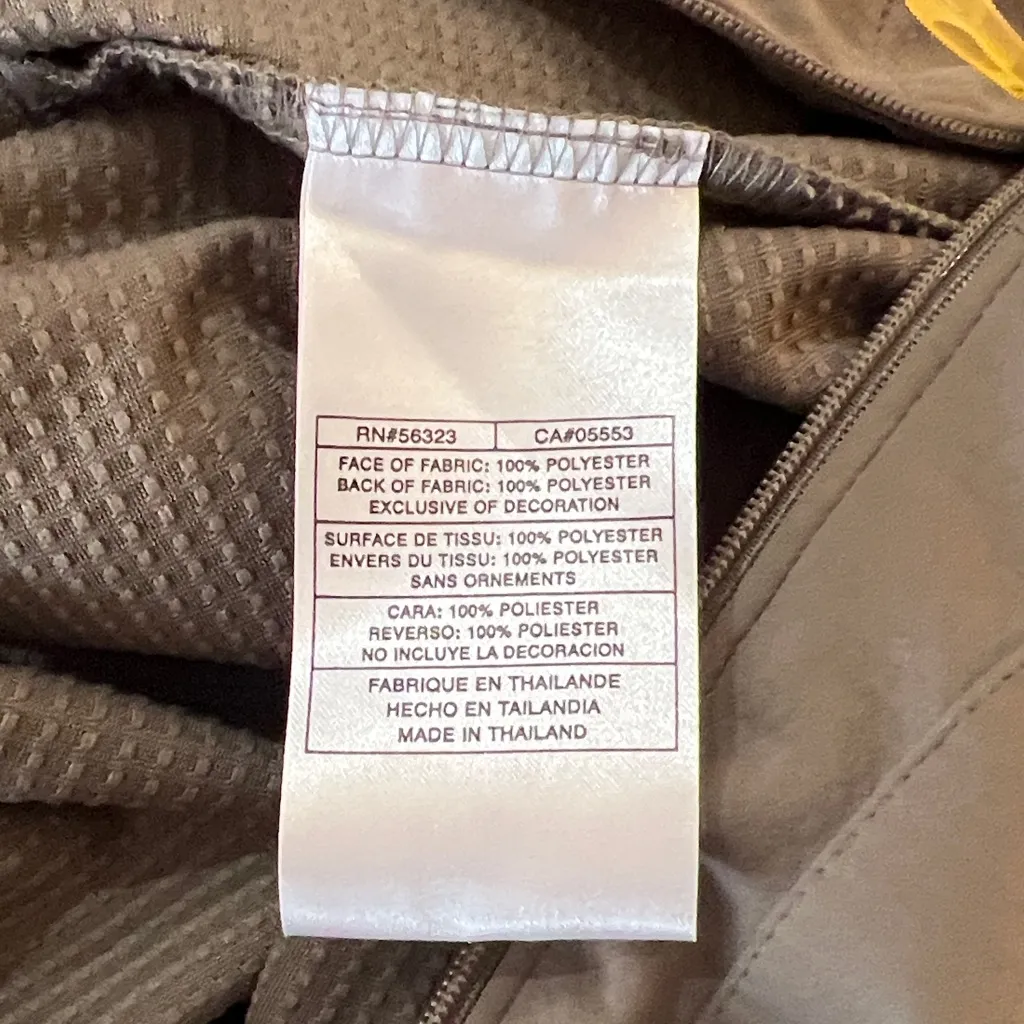 RN#56323 CA#05553
FACE OF FABRIC: 100% POLYESTER
BACK OF FABRIC: 100% POLYESTER
EXCLUSIVE OF DECORATION
SURFACE DE TISSU: 100% POLYESTER
ENVERS DU TISSU: 100% POLYESTER
SANS ORNEMENTS
CARA: 100% POLIESTER
REVERSO: 100% POLIESTER
NO INCLUYE LA DECORACION
FABRIQUE EN THAILANDE
HECHO EN TAILANDIA
MADE IN THAILAND